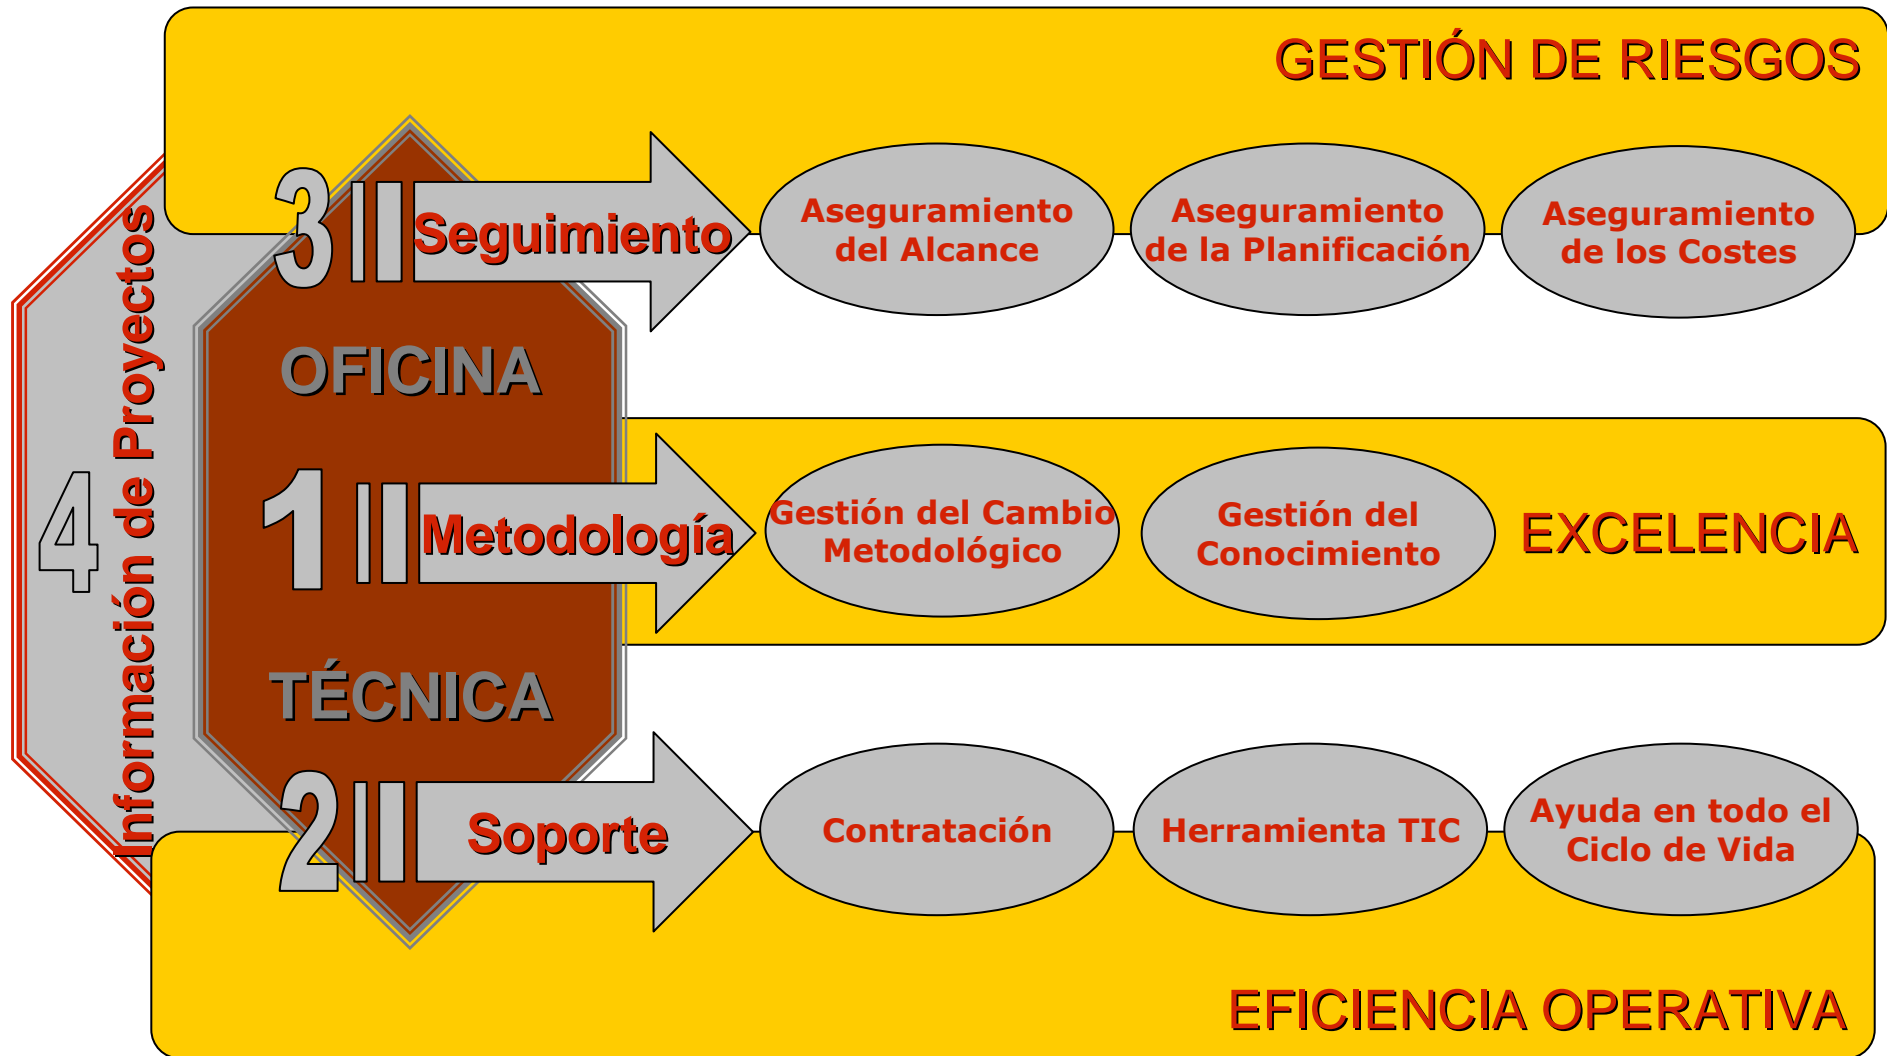 GESTIÓN DE RIESGOS
3
Seguimiento
Aseguramiento
del Alcance
Aseguramiento
de la Planificación
Aseguramiento
de los Costes
OFICINA
4
Información de Proyectos
1
Metodología
Gestión del Cambio
Metodológico
Gestión del
Conocimiento
EXCELENCIA
TÉCNICA
2
Soporte
Contratación
Herramienta TIC
Ayuda en todo el
Ciclo de Vida
EFICIENCIA OPERATIVA